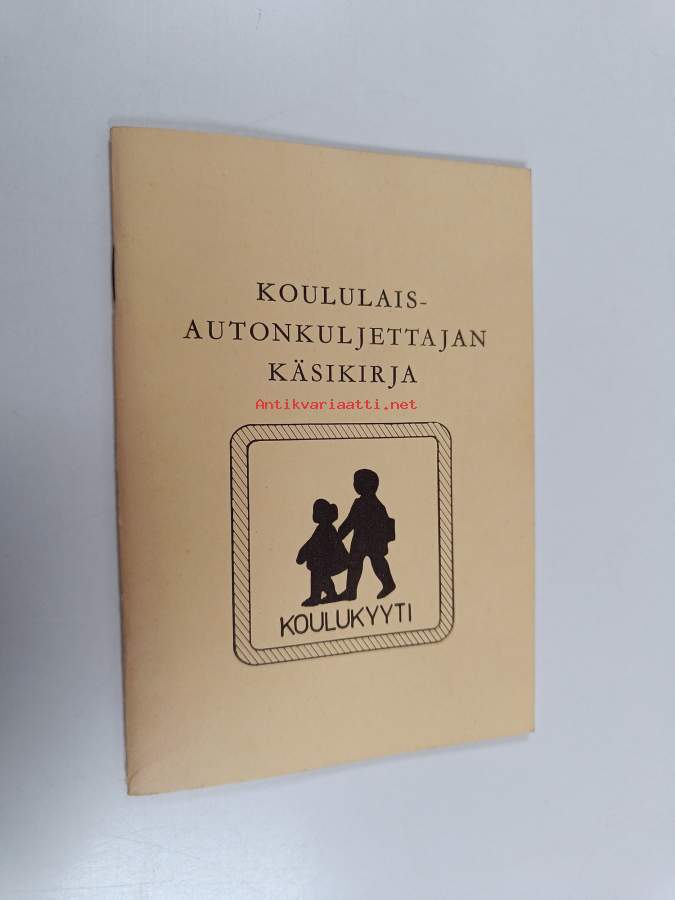 KOULULAIS-
AUTONKULJETTAJAN
KÄSIKIRJA
Antikvariaatti.net
KOULUKYYTI